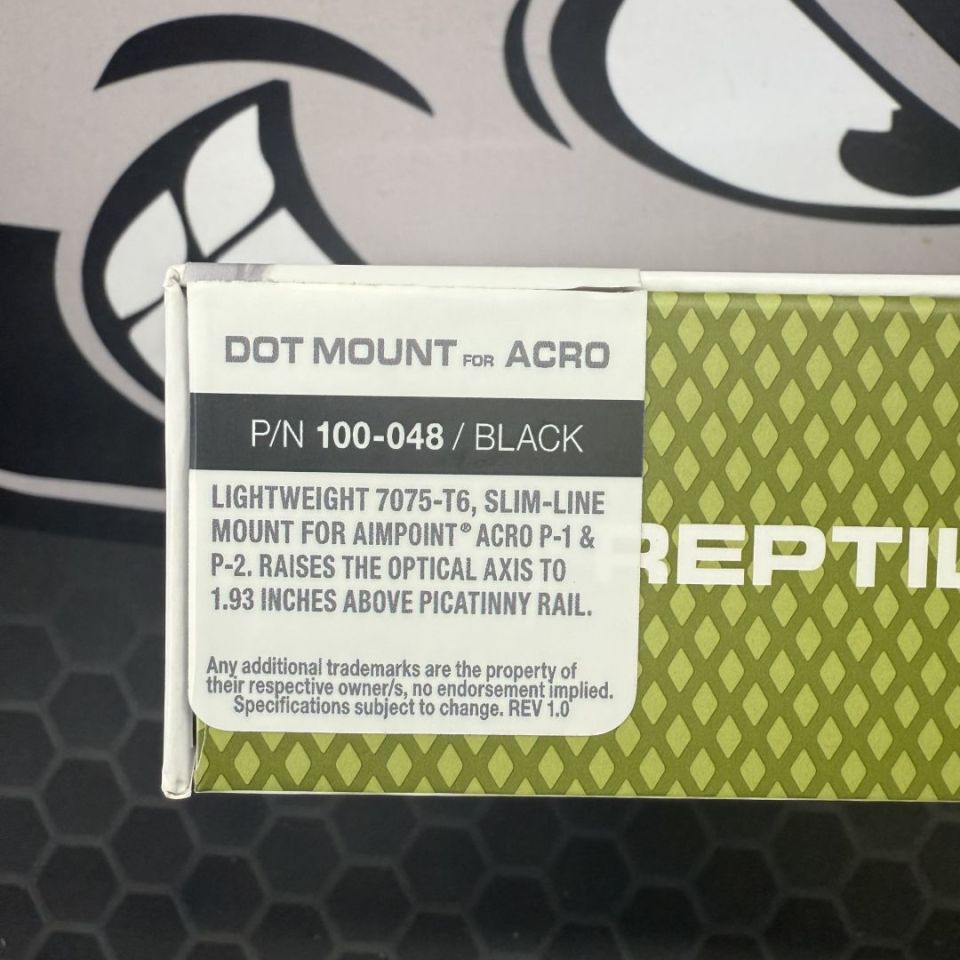 DOT MOUNT FOR ACRO
P/N 100-048 / BLACK
LIGHTWEIGHT 7075-T6, SLIM-LINE
MOUNT FOR AIMPOINT® ACRO P-1 &
P-2. RAISES THE OPTICAL AXIS TO
1.93 INCHES ABOVE PICATINNY RAIL.
Any additional trademarks are the property of
their respective owner/s, no endorsement implied.
Specifications subject to change. REV 1.0
REPTIL